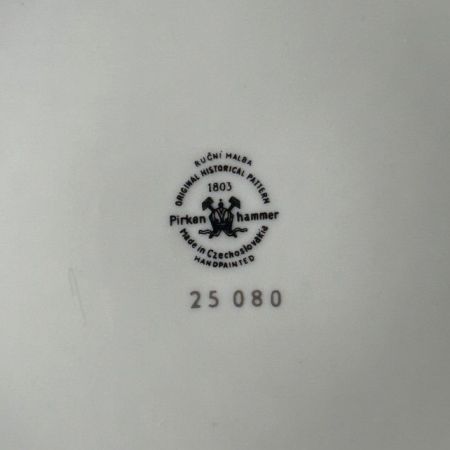 RUČNÍ MALBA
ORIGINAL HISTORICAL PATTERN
1803
Pirken hammer
Made in Czechoslovakia
HANDPAINTED
25 080